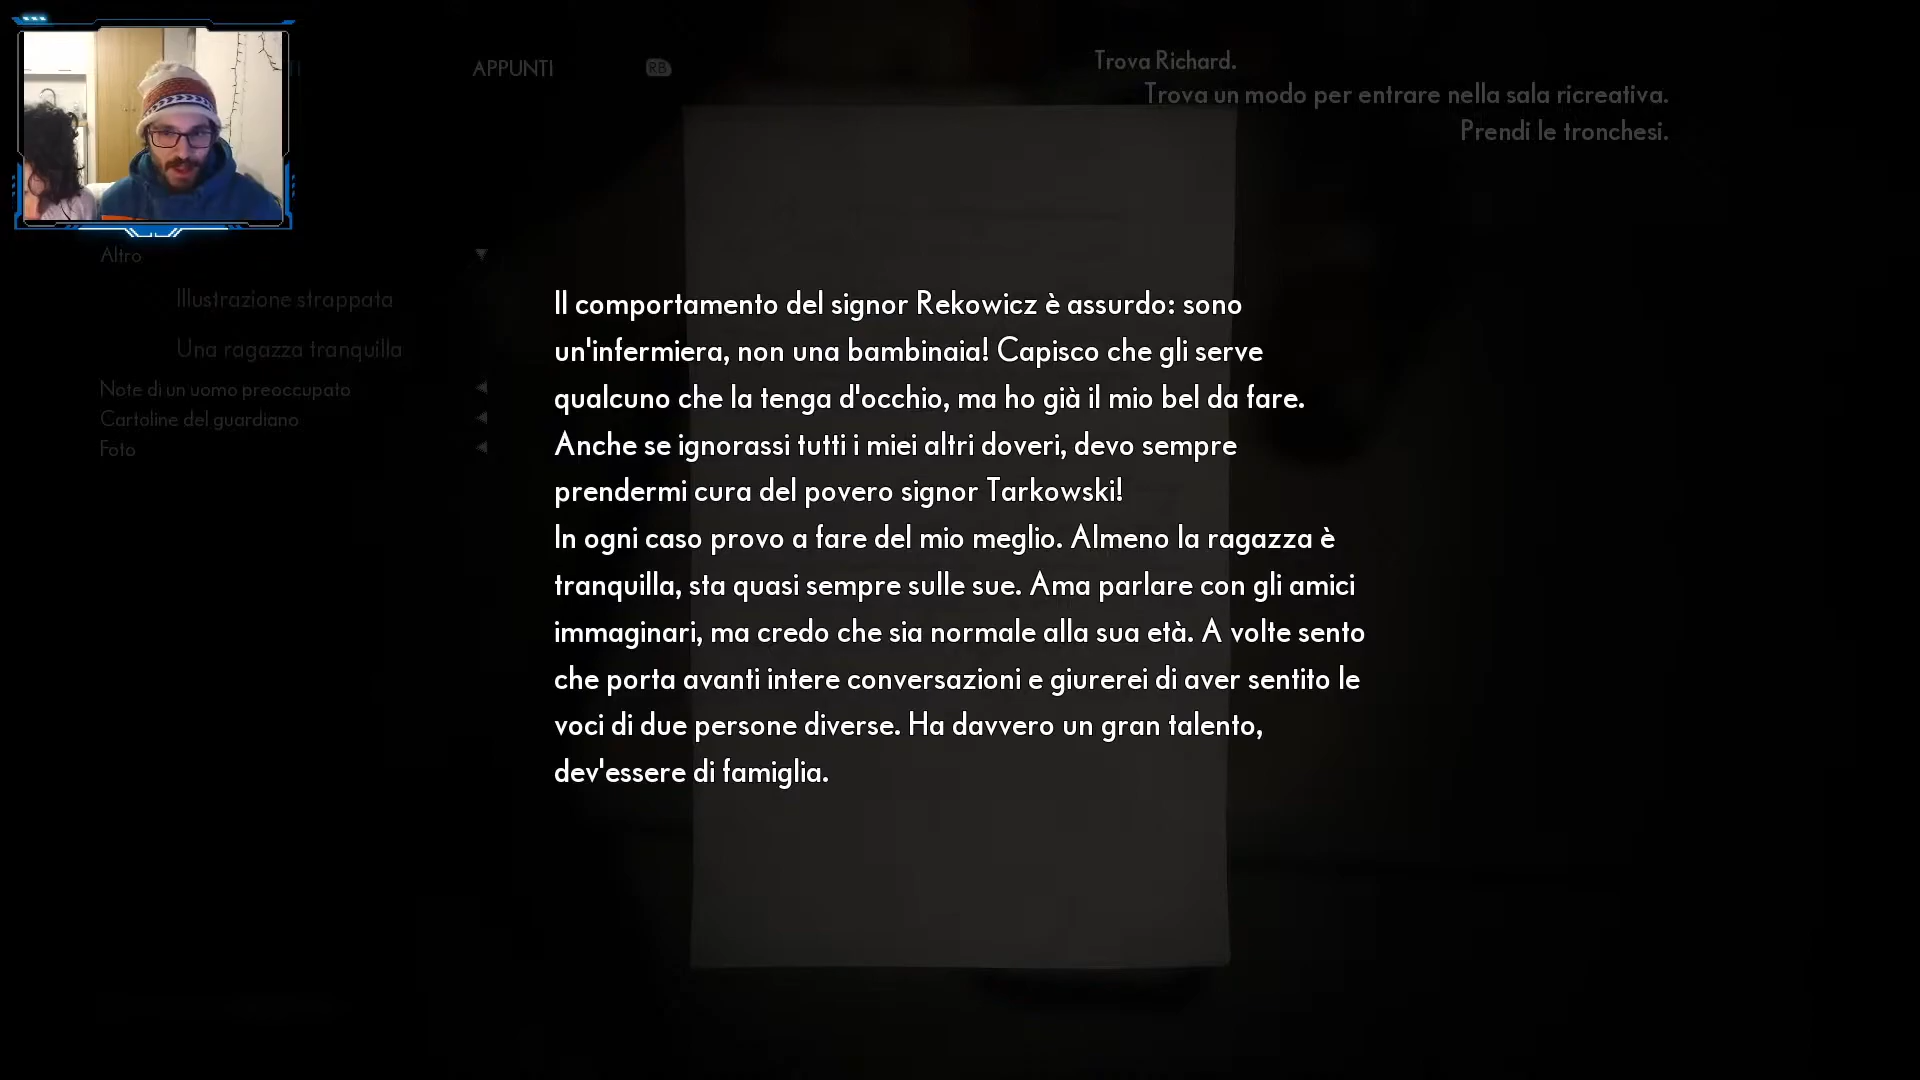 APPUNTI
RB
Trova Richard.
Trova un modo per entrare nella sala ricreativa.
Prendi le tronchesi.
Altro
Illustrazione strappata
Una ragazza tranquilla
Note di un uomo preoccupato
Cartoline del guardiano
Foto
Il comportamento del signor Rekowicz è assurdo: sono
un'infermiera, non una bambinaia! Capisco che gli serve
qualcuno che la tenga d'occhio, ma ho già il mio bel da fare.
Anche se ignorassi tutti i miei altri doveri, devo sempre
prendermi cura del povero signor Tarkowski!
In ogni caso provo a fare del mio meglio. Almeno la ragazza è
tranquilla, sta quasi sempre sulle sue. Ama parlare con gli amici
immaginari, ma credo che sia normale alla sua età. A volte sento
che porta avanti intere conversazioni e giurerei di aver sentito le
voci di due persone diverse. Ha davvero un gran talento,
dev'essere di famiglia.